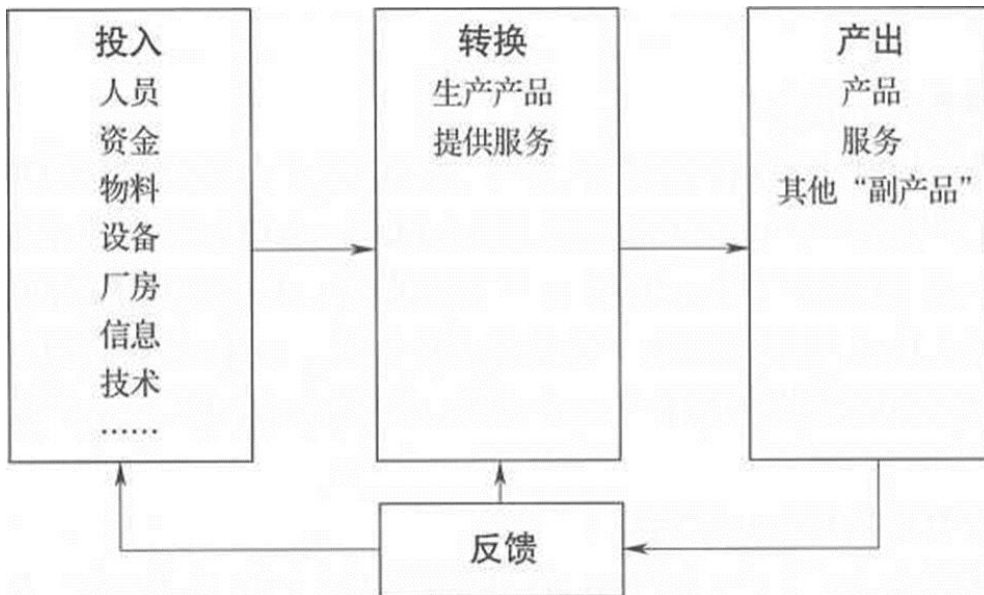 投入
人员
资金
物料
设备
厂房
信息
技术
……
转换
生产产品
提供服务
产出
产品
服务
其他“副产品”
反馈